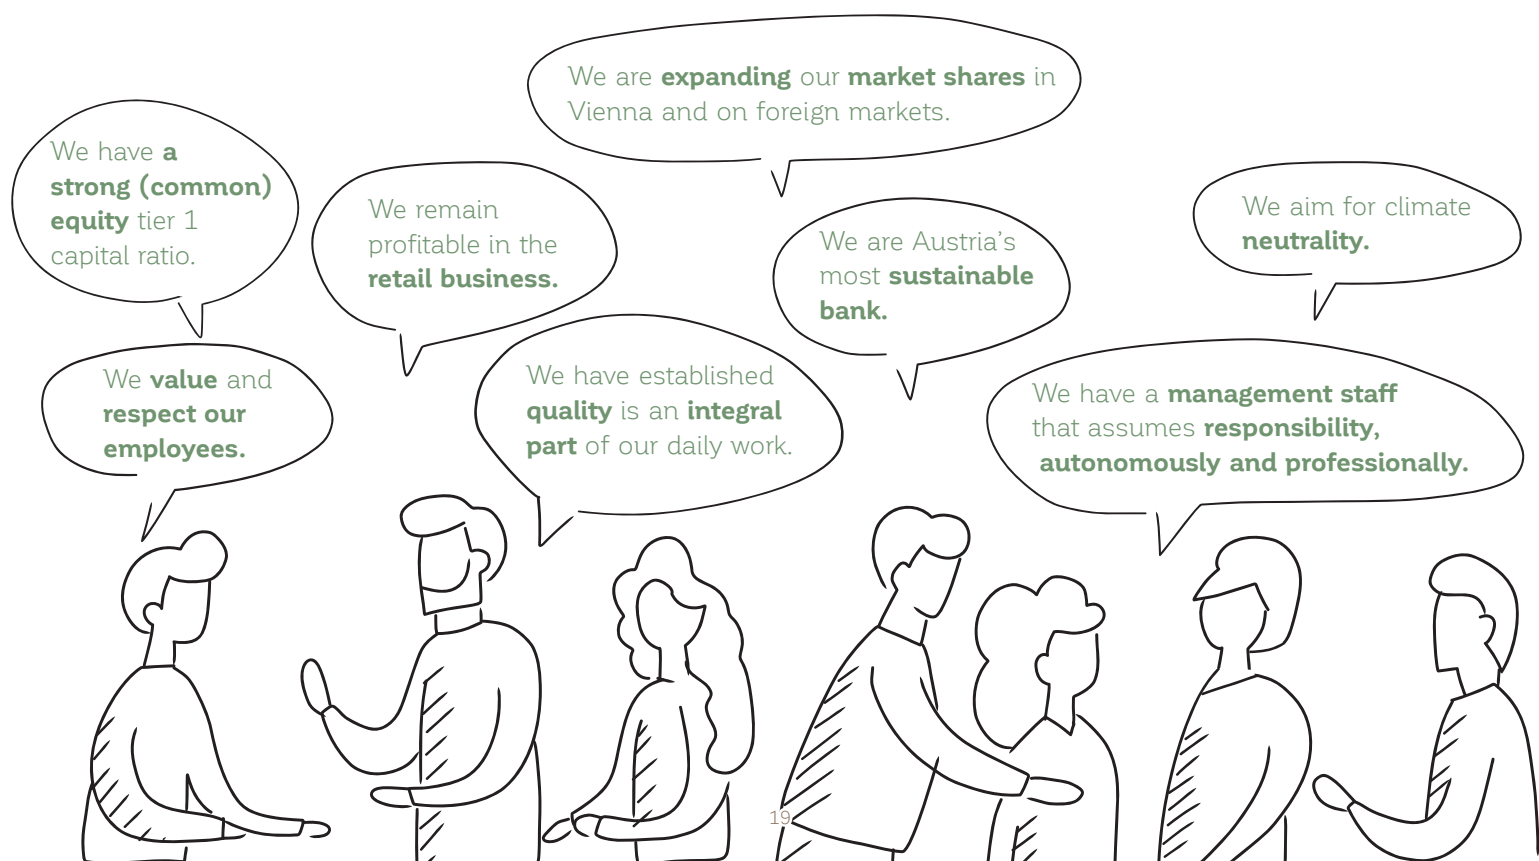 We are expanding our market shares in
Vienna and on foreign markets.
We have a
strong (common)
equity tier 1
capital ratio.
We remain
profitable in the
retail business.
We are Austria's
most sustainable
bank.
We aim for climate
neutrality.
We value and
respect our
employees.
We have established
quality is an integral
part of our daily work.
We have a management staff
that assumes responsibility,
autonomously and professionally.
19